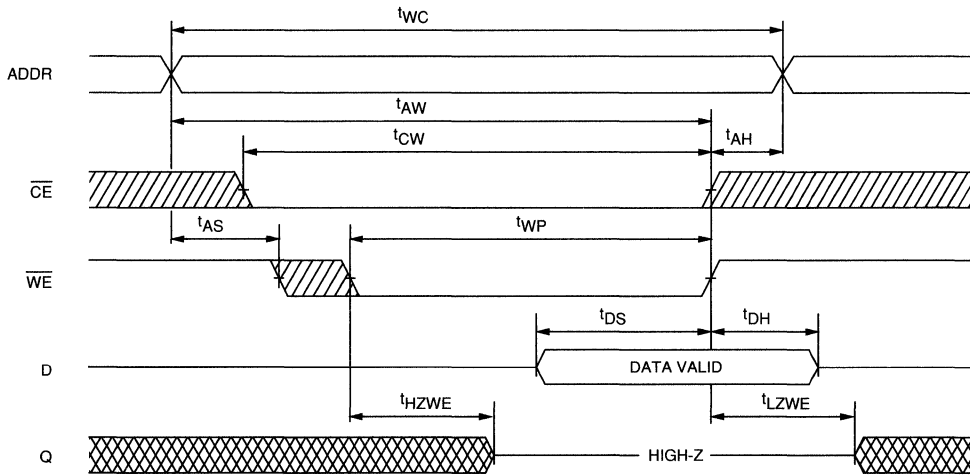 tWC
ADDR
tAW
tCW
tAH
CE
tAS
tWP
WE
tDS
tDH
D
DATA VALID
tHZWE
tLZWE
Q
HIGH-Z